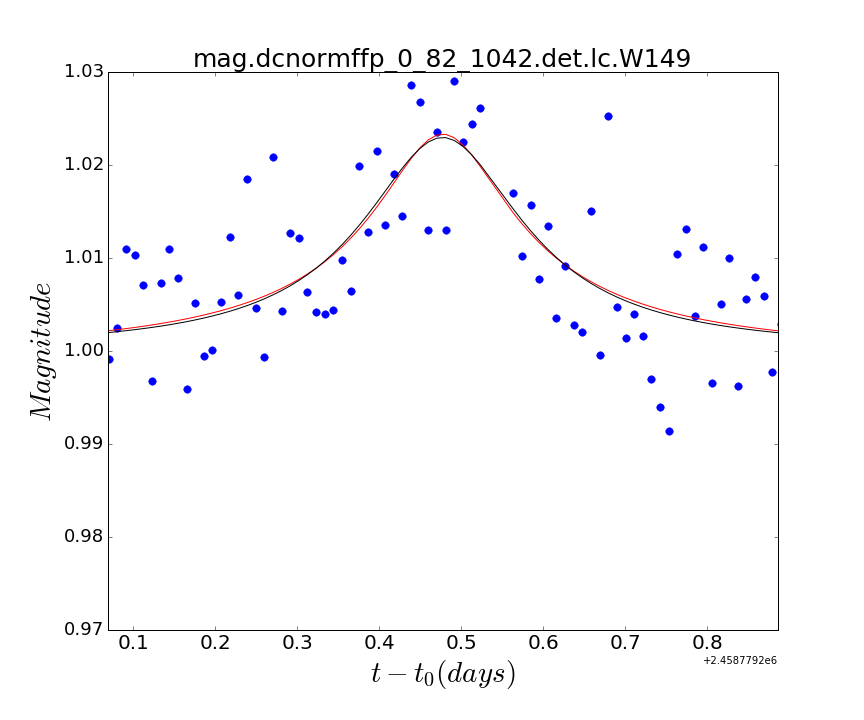 mag.dcnormffp_0_82_1042.det.lc.W149
1.03
1.02
1.01
1.00
0.99
0.98
0.97
Magnitude
0.1 0.2 0.3 0.4 0.5 0.6 0.7 0.8
+2.4587792e6
t − t₀(days)